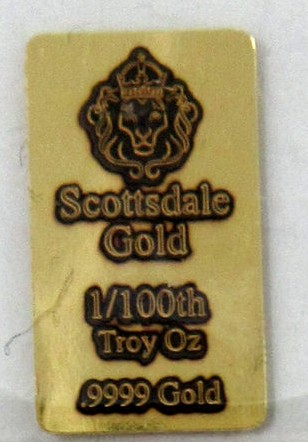 Scottsdale
Gold
1/100th
Troy Oz
.9999 Gold